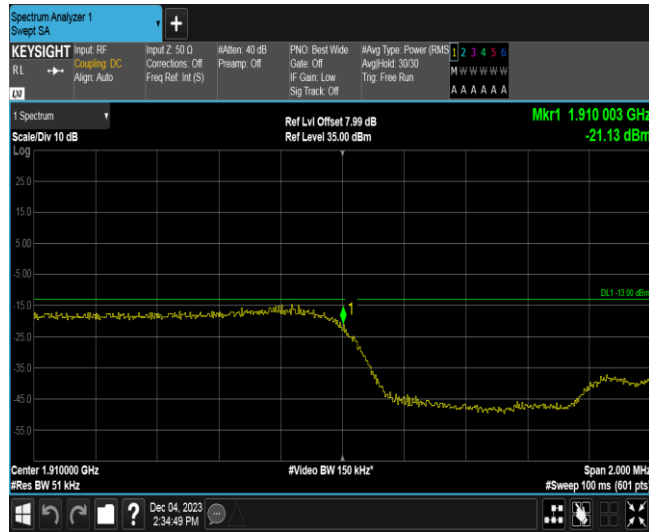 Spectrum Analyzer 1
Swept SA
KEYSIGHT
RL
LXI
Input: RF
Coupling: DC
Align: Auto
Input Z: 50 Ω
Corrections: Off
Freq Ref: Int (S)
#Atten: 40 dB
Preamp: Off
PNO: Best Wide
Gate: Off
IF Gain: Low
Sig Track: Off
#Avg Type: Power (RMS
Avg|Hold: 30/30
Trig: Free Run
1 2 3 4 5 6
M W W W W W
A A A A A A
1 Spectrum
Scale/Div 10 dB
Ref Lvl Offset 7.99 dB
Ref Level 35.00 dBm
Mkr1 1.910 003 GHz
-21.13 dBm
Log
25.0
15.0
5.00
-5.00
DL1 -13.00 dBm
-15.0
1
-25.0
-35.0
-45.0
-55.0
Center 1.910000 GHz
#Video BW 150 kHz*
Span 2.000 MHz
#Res BW 51 kHz
#Sweep 100 ms (601 pts)
?
Dec 04, 2023
2:34:49 PM